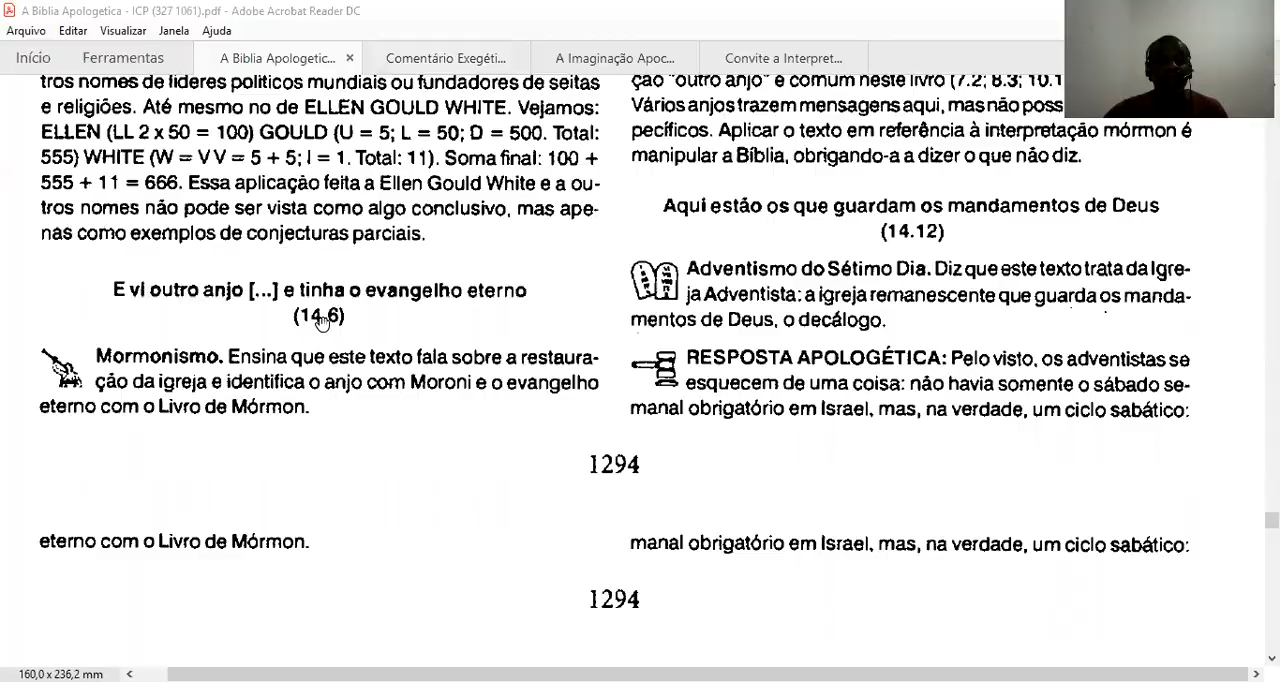 A Biblia Apologetica - ICP (327 1061).pdf - Adobe Acrobat Reader DC
Arquivo Editar Visualizar Janela Ajuda
Início Ferramentas A Biblia Apologetic... × Comentário Exegéti... A Imaginação Apoc... Convite a Interpret...
tros nomes de líderes políticos mundiais ou fundadores de seitas
e religiões. Até mesmo no de ELLEN GOULD WHITE. Vejamos:
ELLEN (LL 2 x 50 = 100) GOULD (U = 5; L = 50; D = 500. Total:
555) WHITE (W = V V = 5 + 5; I = 1. Total: 11). Soma final: 100 +
555 + 11 = 666. Essa aplicação feita a Ellen Gould White e a ou-
tros nomes não pode ser vista como algo conclusivo, mas ape-
nas como exemplos de conjecturas parciais.
E vi outro anjo [...] e tinha o evangelho eterno
(14.6)
Mormonismo. Ensina que este texto fala sobre a restaura-
ção da igreja e identifica o anjo com Moroni e o evangelho
eterno com o Livro de Mórmon.
ção "outro anjo" é comum neste livro (7.2; 8.3; 10.1
Vários anjos trazem mensagens aqui, mas não poss
pecíficos. Aplicar o texto em referência à interpretação mórmon é
manipular a Bíblia, obrigando-a a dizer o que não diz.
Aqui estão os que guardam os mandamentos de Deus
(14.12)
Adventismo do Sétimo Dia. Diz que este texto trata da Igre-
ja Adventista: a igreja remanescente que guarda os manda-
mentos de Deus, o decálogo.
RESPOSTA APOLOGÉTICA: Pelo visto, os adventistas se
esquecem de uma coisa: não havia somente o sábado se-
manal obrigatório em Israel, mas, na verdade, um ciclo sabático:
1294
eterno com o Livro de Mórmon.
manal obrigatório em Israel, mas, na verdade, um ciclo sabático:
1294
160,0 x 236,2 mm